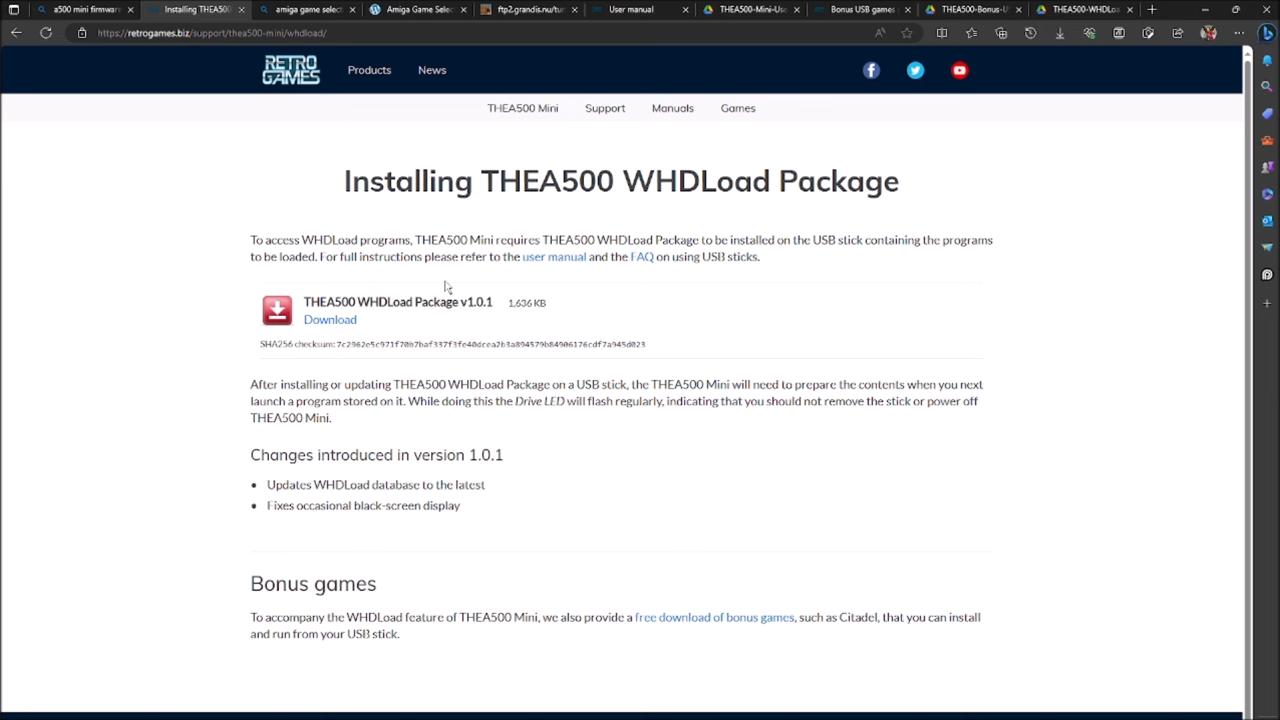 a500 mini firmware
Installing THEA500
amiga game select
Amiga Game Selec
ftp2.grandis.nu/tur
User manual
THEA500-Mini-Use
Bonus USB games
THEA500-Bonus-U
THEA500-WHDLoa
https://retrogames.biz/support/thea500-mini/whdload/
RETRO
GAMES
Products
News
THEA500 Mini
Support
Manuals
Games
Installing THEA500 WHDLoad Package
To access WHDLoad programs, THEA500 Mini requires THEA500 WHDLoad Package to be installed on the USB stick containing the programs
to be loaded. For full instructions please refer to the user manual and the FAQ on using USB sticks.
THEA500 WHDLoad Package v1.0.1 1,636 KB
Download
SHA256 checksum: 7c2962e5c971f70b7baf337f3fe40dcea2b3a894579b84906176cdf7a945d023
After installing or updating THEA500 WHDLoad Package on a USB stick, the THEA500 Mini will need to prepare the contents when you next
launch a program stored on it. While doing this the Drive LED will flash regularly, indicating that you should not remove the stick or power off
THEA500 Mini.
Changes introduced in version 1.0.1
• Updates WHDLoad database to the latest
• Fixes occasional black-screen display
Bonus games
To accompany the WHDLoad feature of THEA500 Mini, we also provide a free download of bonus games, such as Citadel, that you can install
and run from your USB stick.